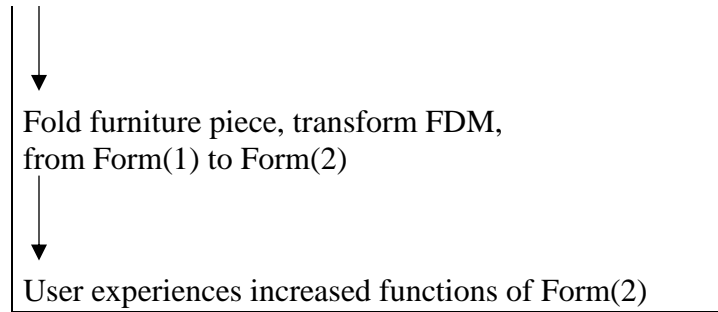 Fold furniture piece, transform FDM,
from Form(1) to Form(2)
User experiences increased functions of Form(2)